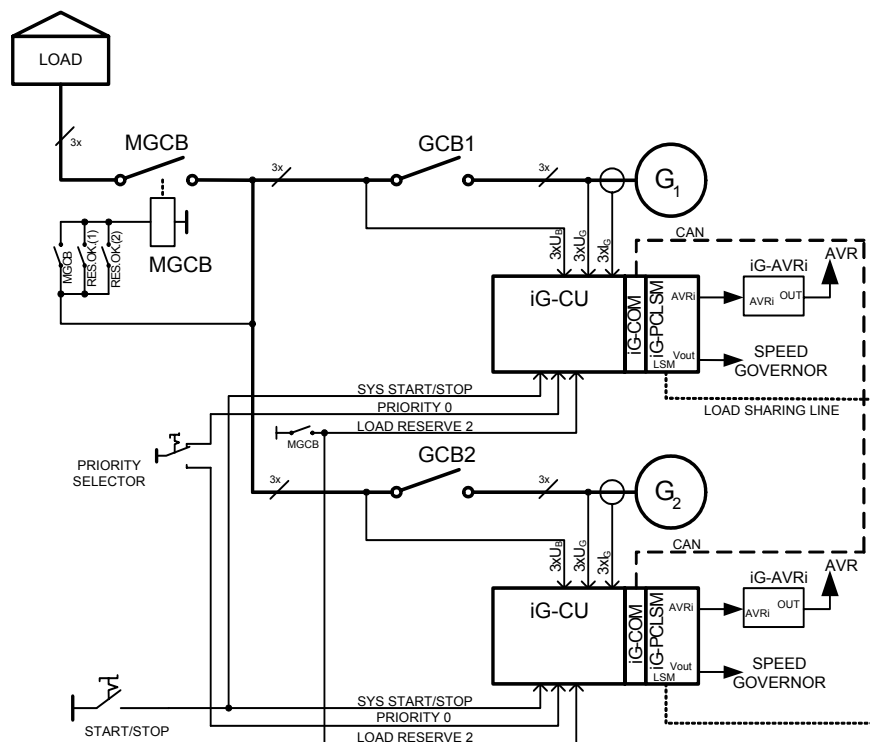 LOAD
3x
MGCB
3x
GCB1
3x
G1
MGCB
RES.OK.(1)
RES.OK.(2)
MGCB
3xUB
3xUG
3xIG
CAN
iG-CU
iG-COM
iG-PCLSM
AVRi
Vout
LSM
iG-AVRi
AVRi OUT
AVR
SPEED
GOVERNOR
SYS START/STOP
PRIORITY 0
LOAD RESERVE 2
LOAD SHARING LINE
MGCB
PRIORITY
SELECTOR
3x
GCB2
3x
G2
3xUB
3xUG
3xIG
CAN
iG-CU
iG-COM
iG-PCLSM
AVRi
Vout
LSM
iG-AVRi
AVRi OUT
AVR
SPEED
GOVERNOR
START/STOP
SYS START/STOP
PRIORITY 0
LOAD RESERVE 2